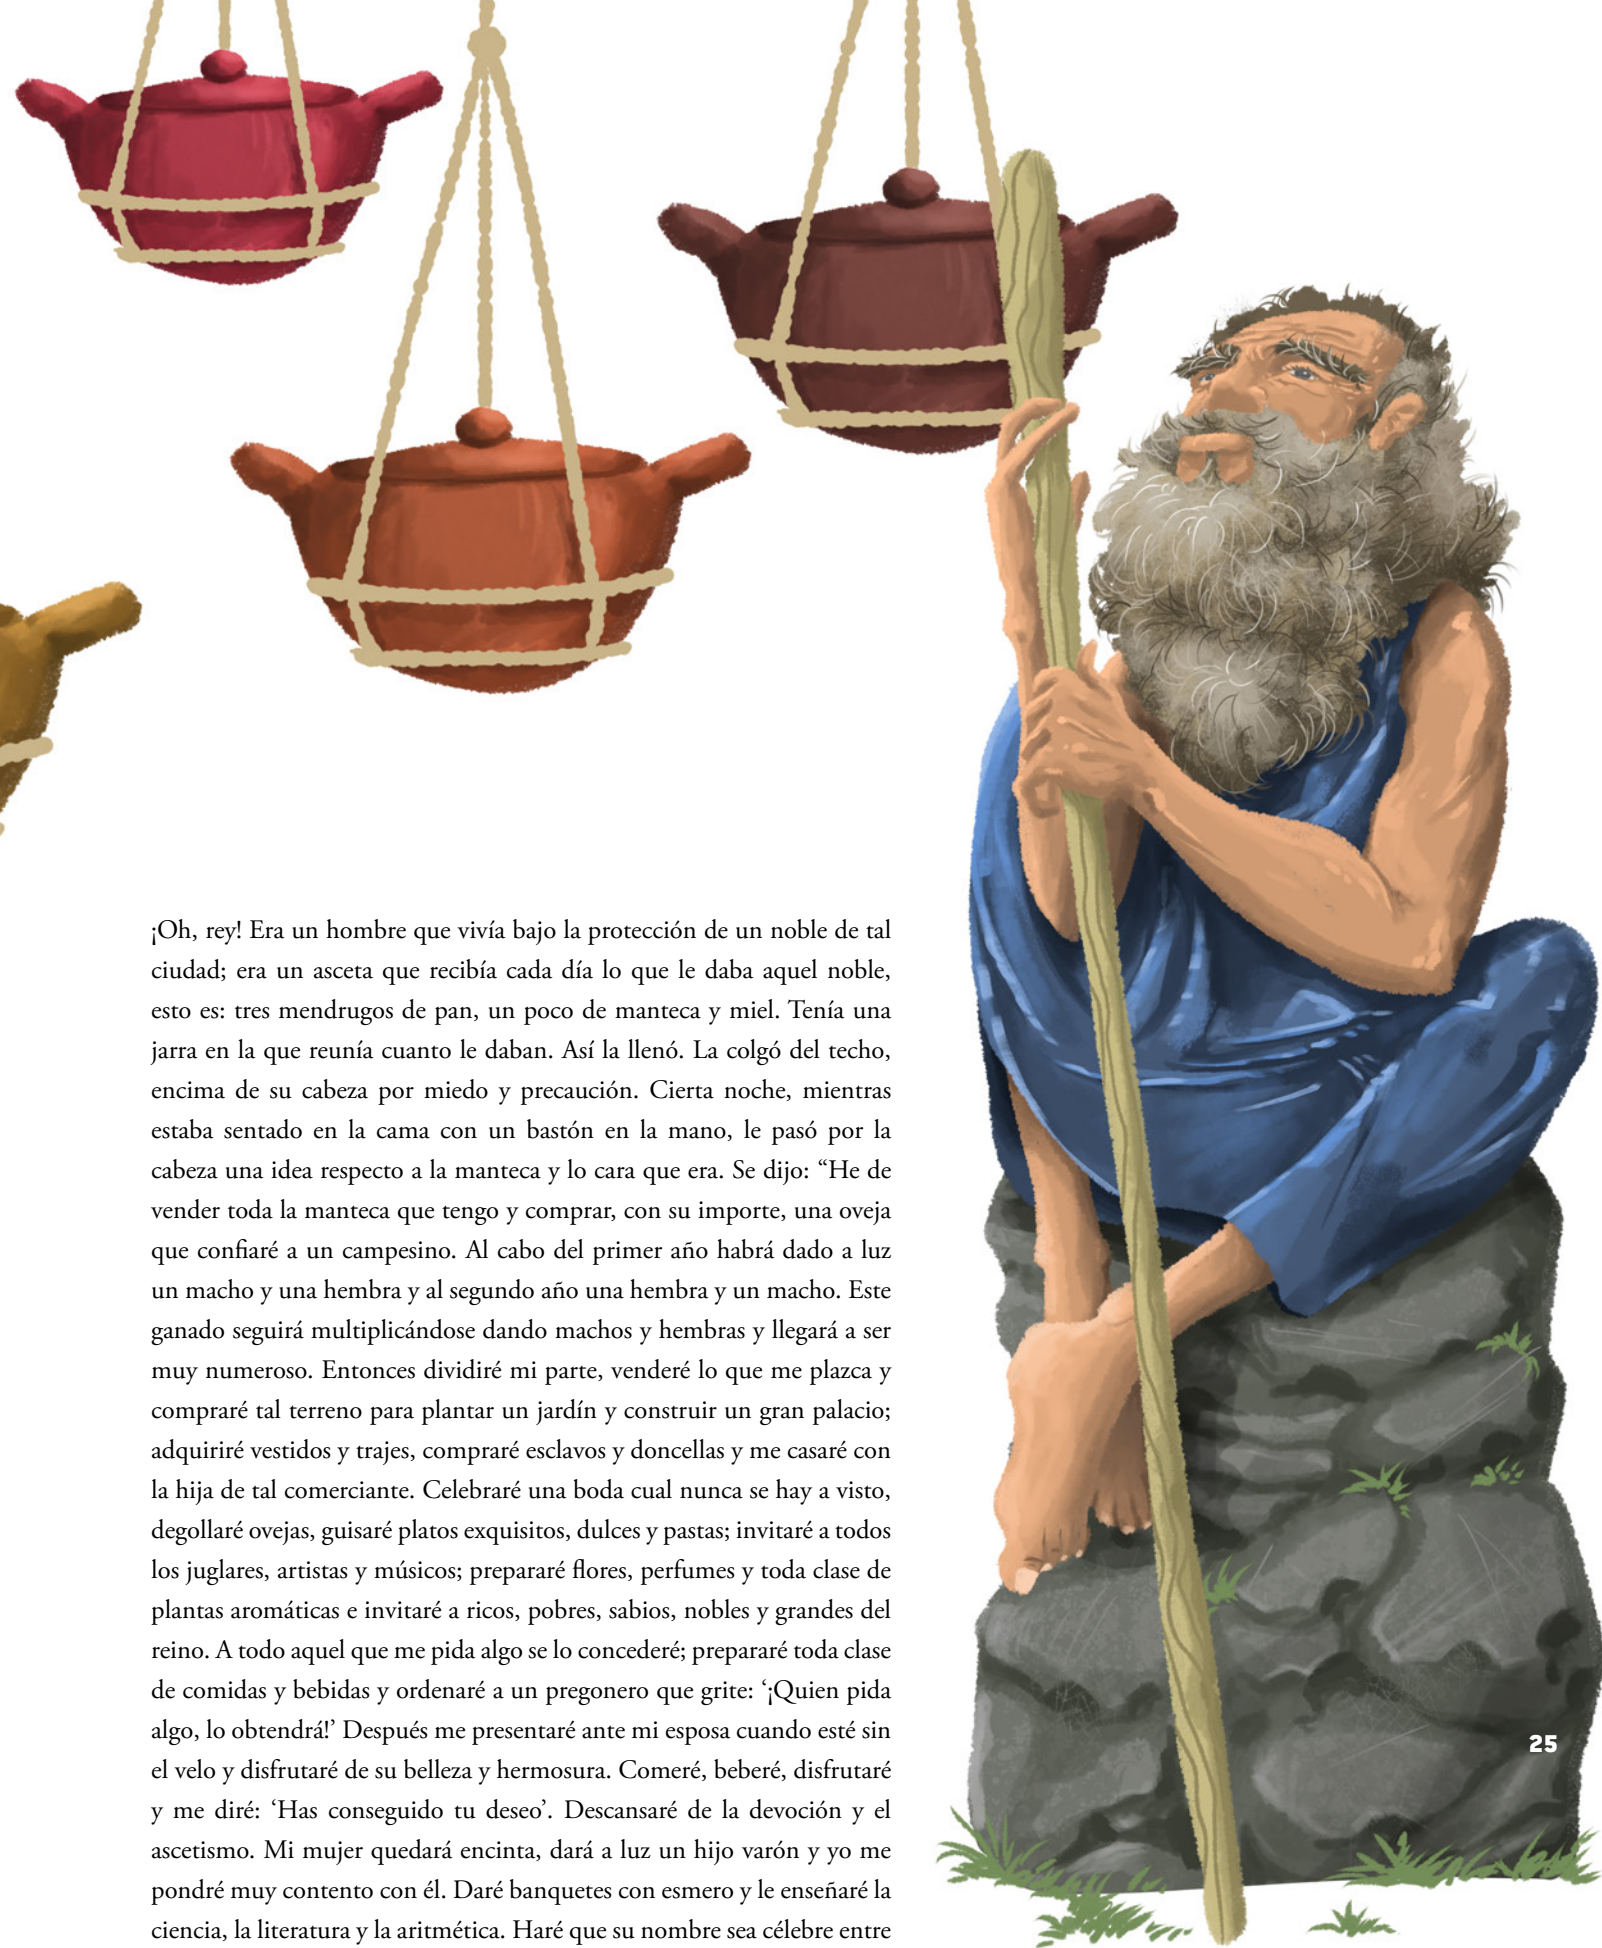 ¡Oh, rey! Era un hombre que vivía bajo la protección de un noble de tal
ciudad; era un asceta que recibía cada día lo que le daba aquel noble,
esto es: tres mendrugos de pan, un poco de manteca y miel. Tenía una
jarra en la que reunía cuanto le daban. Así la llenó. La colgó del techo,
encima de su cabeza por miedo y precaución. Cierta noche, mientras
estaba sentado en la cama con un bastón en la mano, le pasó por la
cabeza una idea respecto a la manteca y lo cara que era. Se dijo: “He de
vender toda la manteca que tengo y comprar, con su importe, una oveja
que confiaré a un campesino. Al cabo del primer año habrá dado a luz
un macho y una hembra y al segundo año una hembra y un macho. Este
ganado seguirá multiplicándose dando machos y hembras y llegará a ser
muy numeroso. Entonces dividiré mi parte, venderé lo que me plazca y
compraré tal terreno para plantar un jardín y construir un gran palacio;
adquiriré vestidos y trajes, compraré esclavos y doncellas y me casaré con
la hija de tal comerciante. Celebraré una boda cual nunca se hay a visto,
degollaré ovejas, guisaré platos exquisitos, dulces y pastas; invitaré a todos
los juglares, artistas y músicos; prepararé flores, perfumes y toda clase de
plantas aromáticas e invitaré a ricos, pobres, sabios, nobles y grandes del
reino. A todo aquel que me pida algo se lo concederé; prepararé toda clase
de comidas y bebidas y ordenaré a un pregonero que grite: ‘¡Quien pida
algo, lo obtendrá!’ Después me presentaré ante mi esposa cuando esté sin
el velo y disfrutaré de su belleza y hermosura. Comeré, beberé, disfrutaré
y me diré: ‘Has conseguido tu deseo’. Descansaré de la devoción y el
ascetismo. Mi mujer quedará encinta, dará a luz un hijo varón y yo me
pondré muy contento con él. Daré banquetes con esmero y le enseñaré la
ciencia, la literatura y la aritmética. Haré que su nombre sea célebre entre
25